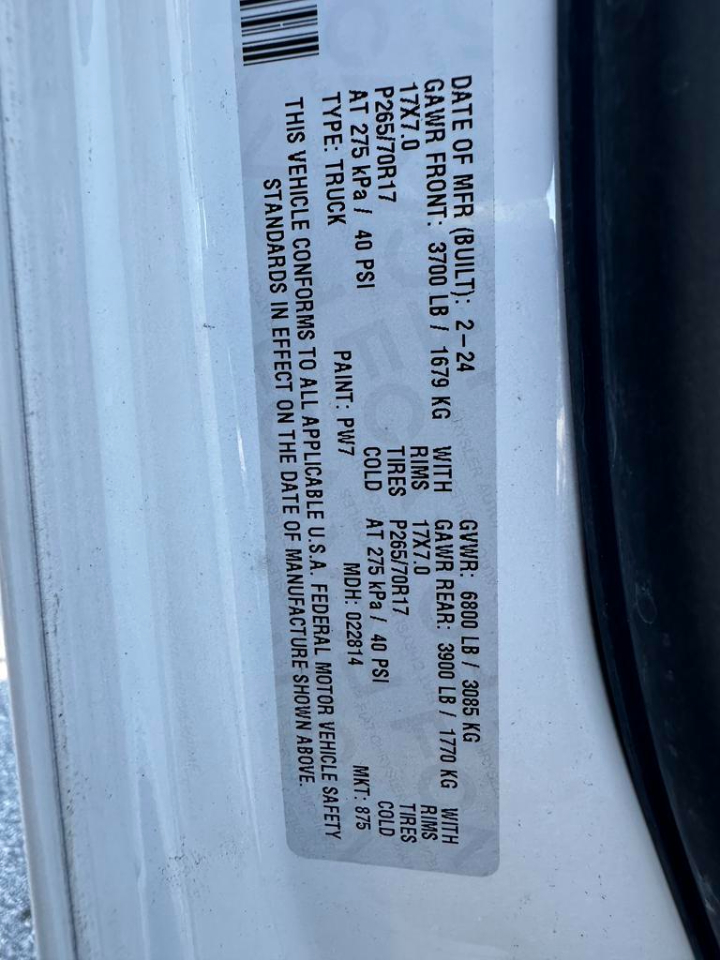 DATE OF MFR (BUILT): 2-24 GVWR: 6800 LB / 3085 KG
GAWR FRONT: 3700 LB / 1679 KG WITH GAWR REAR: 3900 LB / 1770 KG WITH
17X7.0 RIMS 17X7.0 RIMS
P265/70R17 TIRES P265/70R17 TIRES
AT 275 kPa / 40 PSI COLD AT 275 kPa / 40 PSI COLD
TYPE: TRUCK PAINT: PW7 MDH: 022814 MKT: 875
THIS VEHICLE CONFORMS TO ALL APPLICABLE U.S.A. FEDERAL MOTOR VEHICLE SAFETY
STANDARDS IN EFFECT ON THE DATE OF MANUFACTURE SHOWN ABOVE.